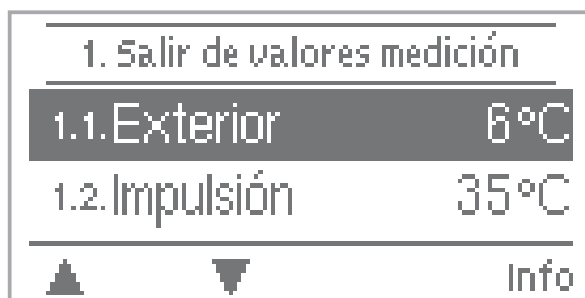 1. Salir de valores medición
1.1.Exterior 6°C
1.2.Impulsión 35°C
Info